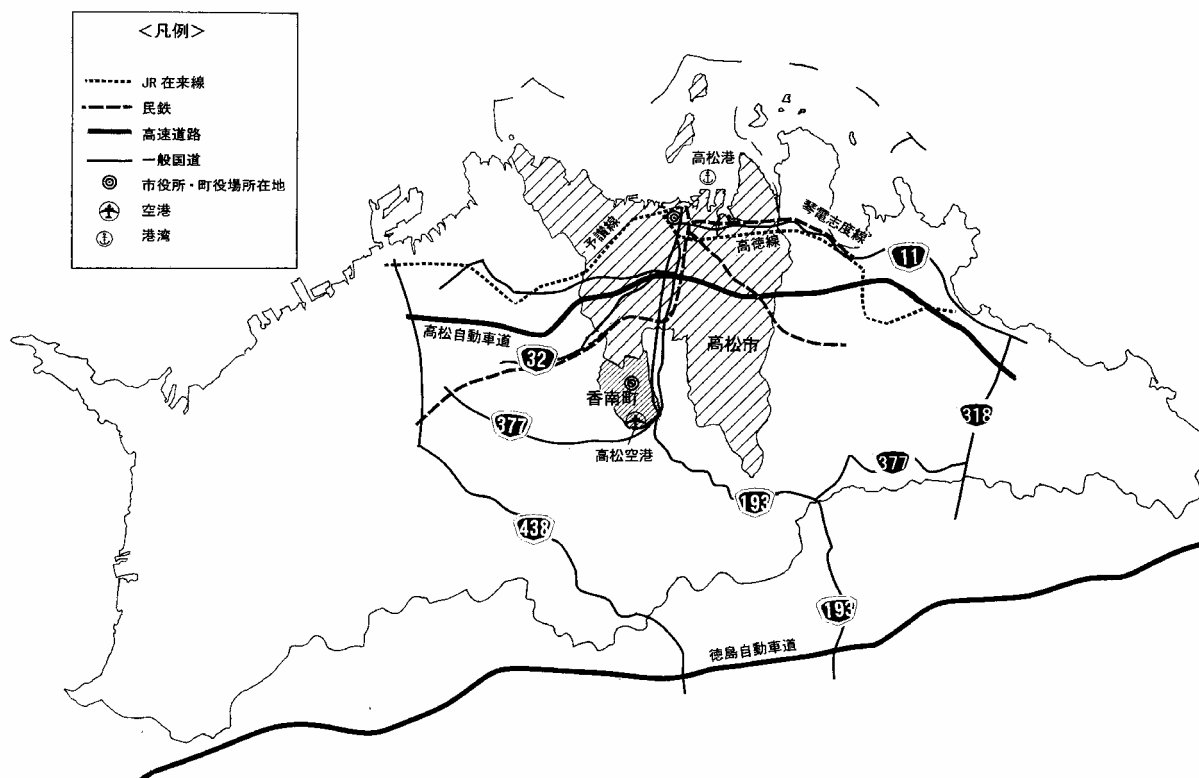 <凡例>
JR在来線
民鉄
高速道路
一般国道
市役所・町役場所在地
空港
港湾
高松港
予讃線
高徳線
琴電志度線
11
高松自動車道
高松市
32
香南町
377
高松空港
318
377
193
438
193
徳島自動車道